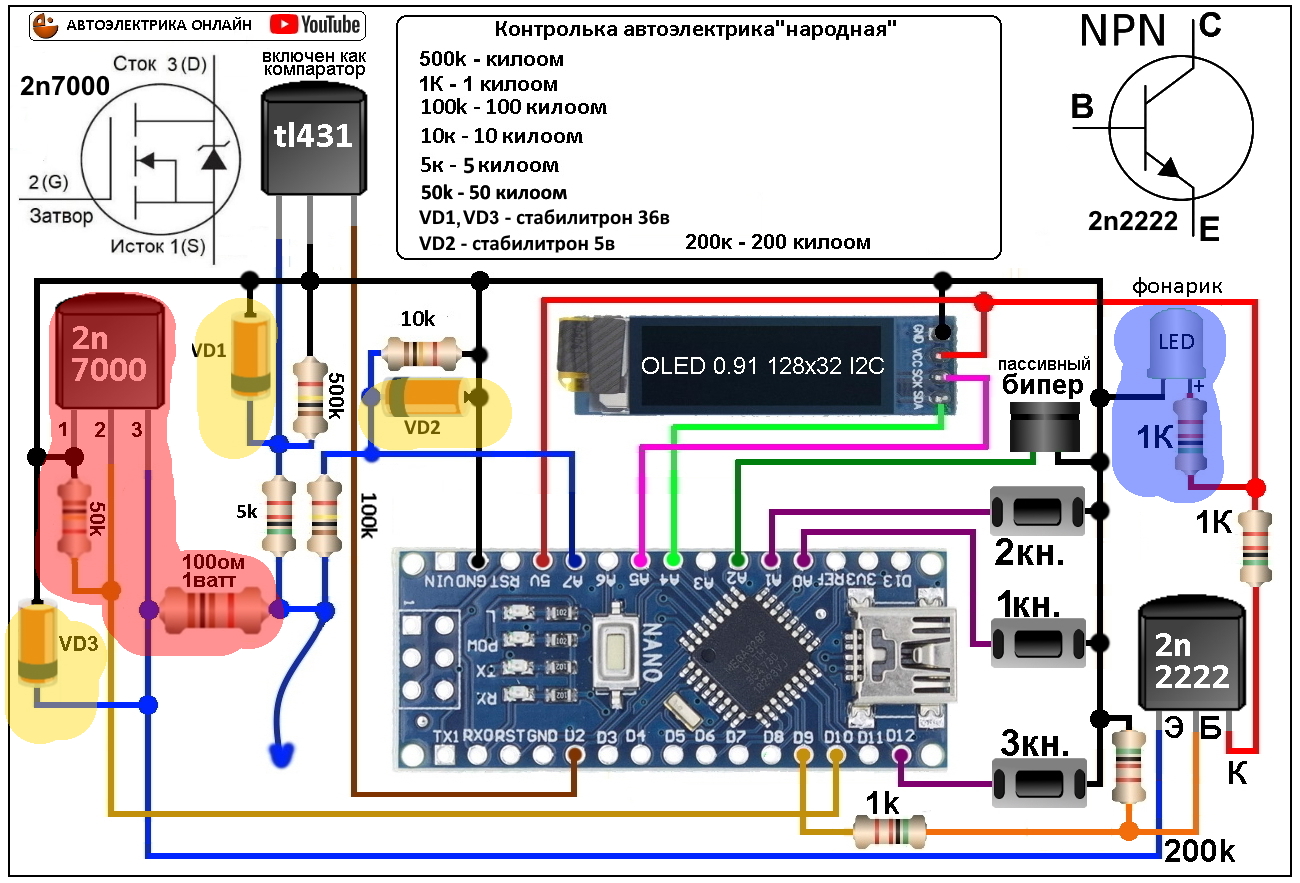 АВТОЭЛЕКТРИКА ОНЛАЙН YouTube
Контролька автоэлектрика"народная"
500k - килоом
1К - 1 килоом
100k - 100 килоом
10к - 10 килоом
5к - 5 килоом
50k - 50 килоом
VD1,VD3 - стабилитрон 36в
VD2 - стабилитрон 5в
200к - 200 килоом
2n7000
Сток 3 (D)
2 (G)
Затвор
Исток 1(S)
включен как
компаратор
tl431
NPN
C
B
E
2n2222
2n
7000
1 2 3
VD1
500k
10k
VD2
OLED 0.91 128x32 I2C
GND
VCC
SCK
SDA
фонарик
LED
+
1К
пассивный
бипер
50k
5k
100k
100ом
1ватт
VD3
1К
2кн.
1кн.
3кн.
VIN GND RST 5V A7 A6 A5 A4 A3 A2 A1 A0 REF 3V3 D13
1
L
POW
TX
RX
NANO
TX1 RX0 RST GND D2 D3 D4 D5 D6 D7 D8 D9 D10 D11 D12
2n
2222
Э Б
К
1k
200k